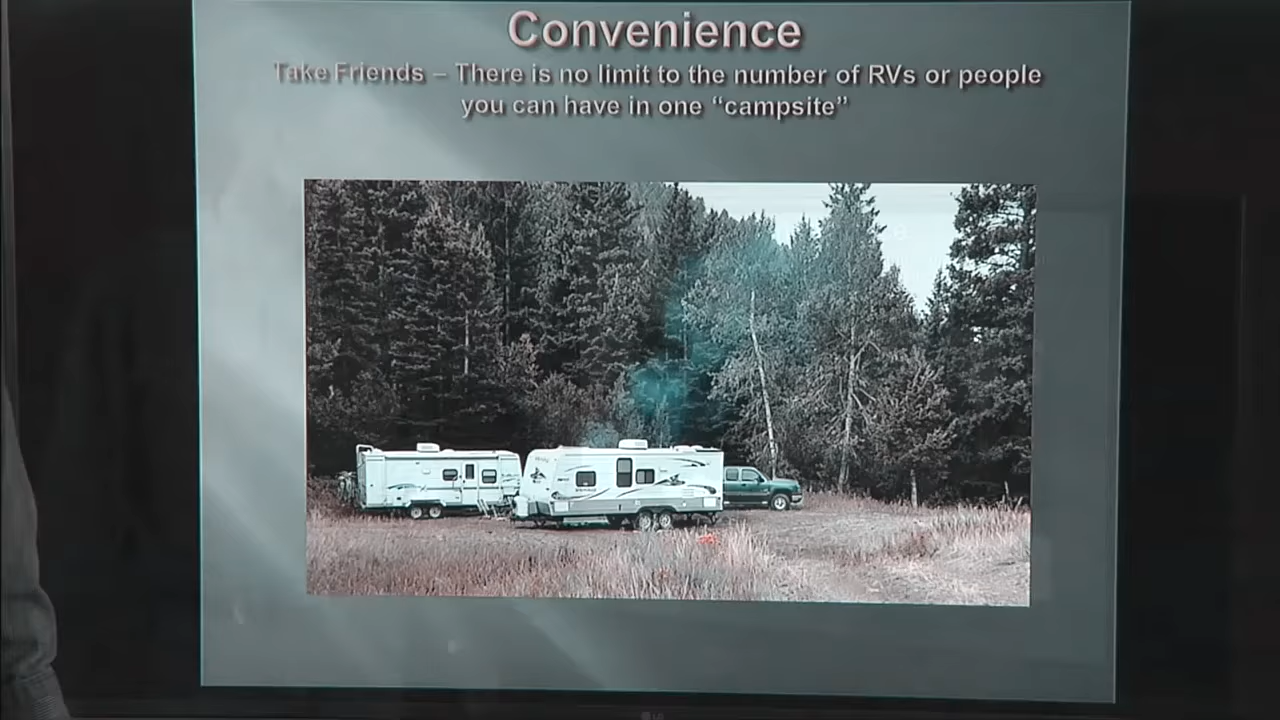 Convenience
Take Friends – There is no limit to the number of RVs or people
you can have in one “campsite”
LG